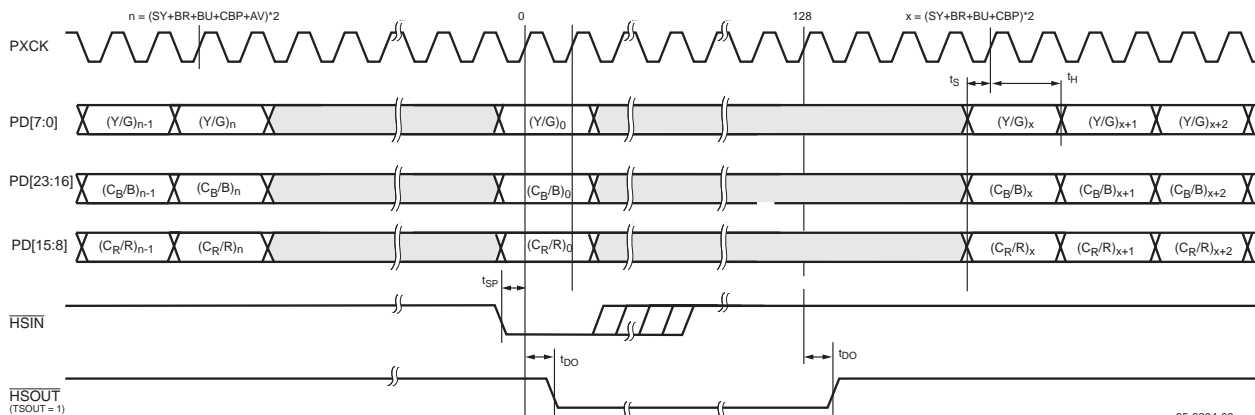 n = (SY+BR+BU+CBP+AV)*2 0 128 x = (SY+BR+BU+CBP)*2
PXCK
tS tH
PD[7:0] (Y/G)n-1 (Y/G)n (Y/G)0 (Y/G)x (Y/G)x+1 (Y/G)x+2
PD[23:16] (CB/B)n-1 (CB/B)n (CB/B)0 (CB/B)x (CB/B)x+1 (CB/B)x+2
PD[15:8] (CR/R)n-1 (CR/R)n (CR/R)0 (CR/R)x (CR/R)x+1 (CR/R)x+2
tSP
HSIN
tDO tDO
HSOUT
(TSOUT = 1)